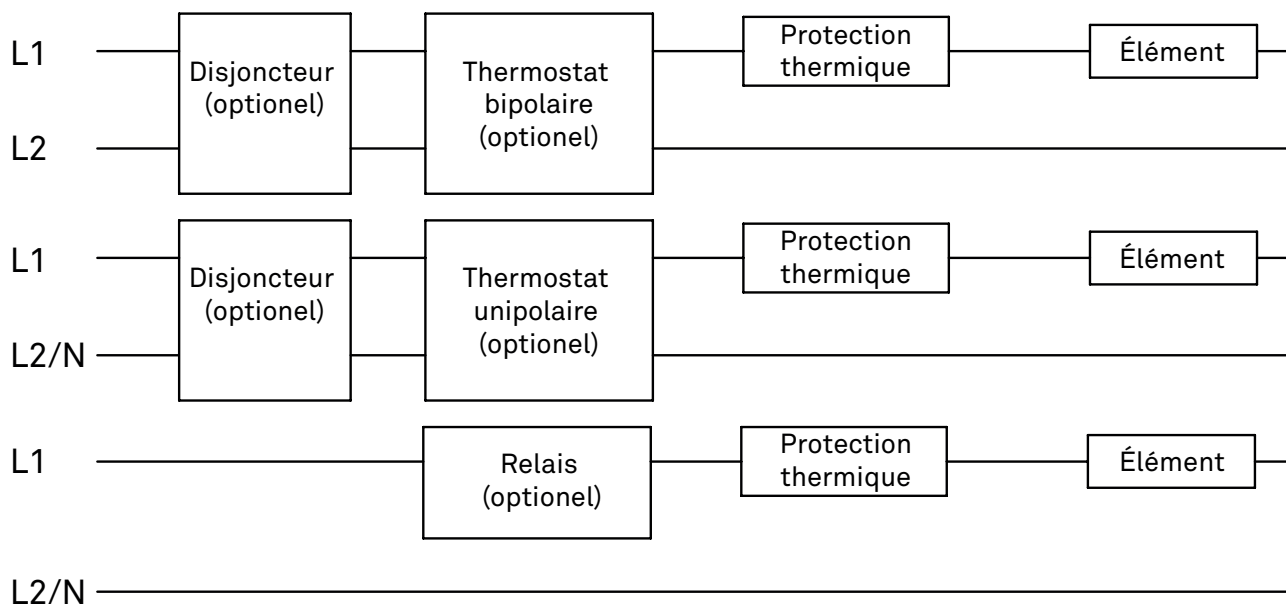 L1
Disjoncteur
(optionel)
Thermostat
bipolaire
(optionel)
Protection
thermique
Élément
L2
L1
Disjoncteur
(optionel)
Thermostat
unipolaire
(optionel)
Protection
thermique
Élément
L2/N
L1
Relais
(optionel)
Protection
thermique
Élément
L2/N